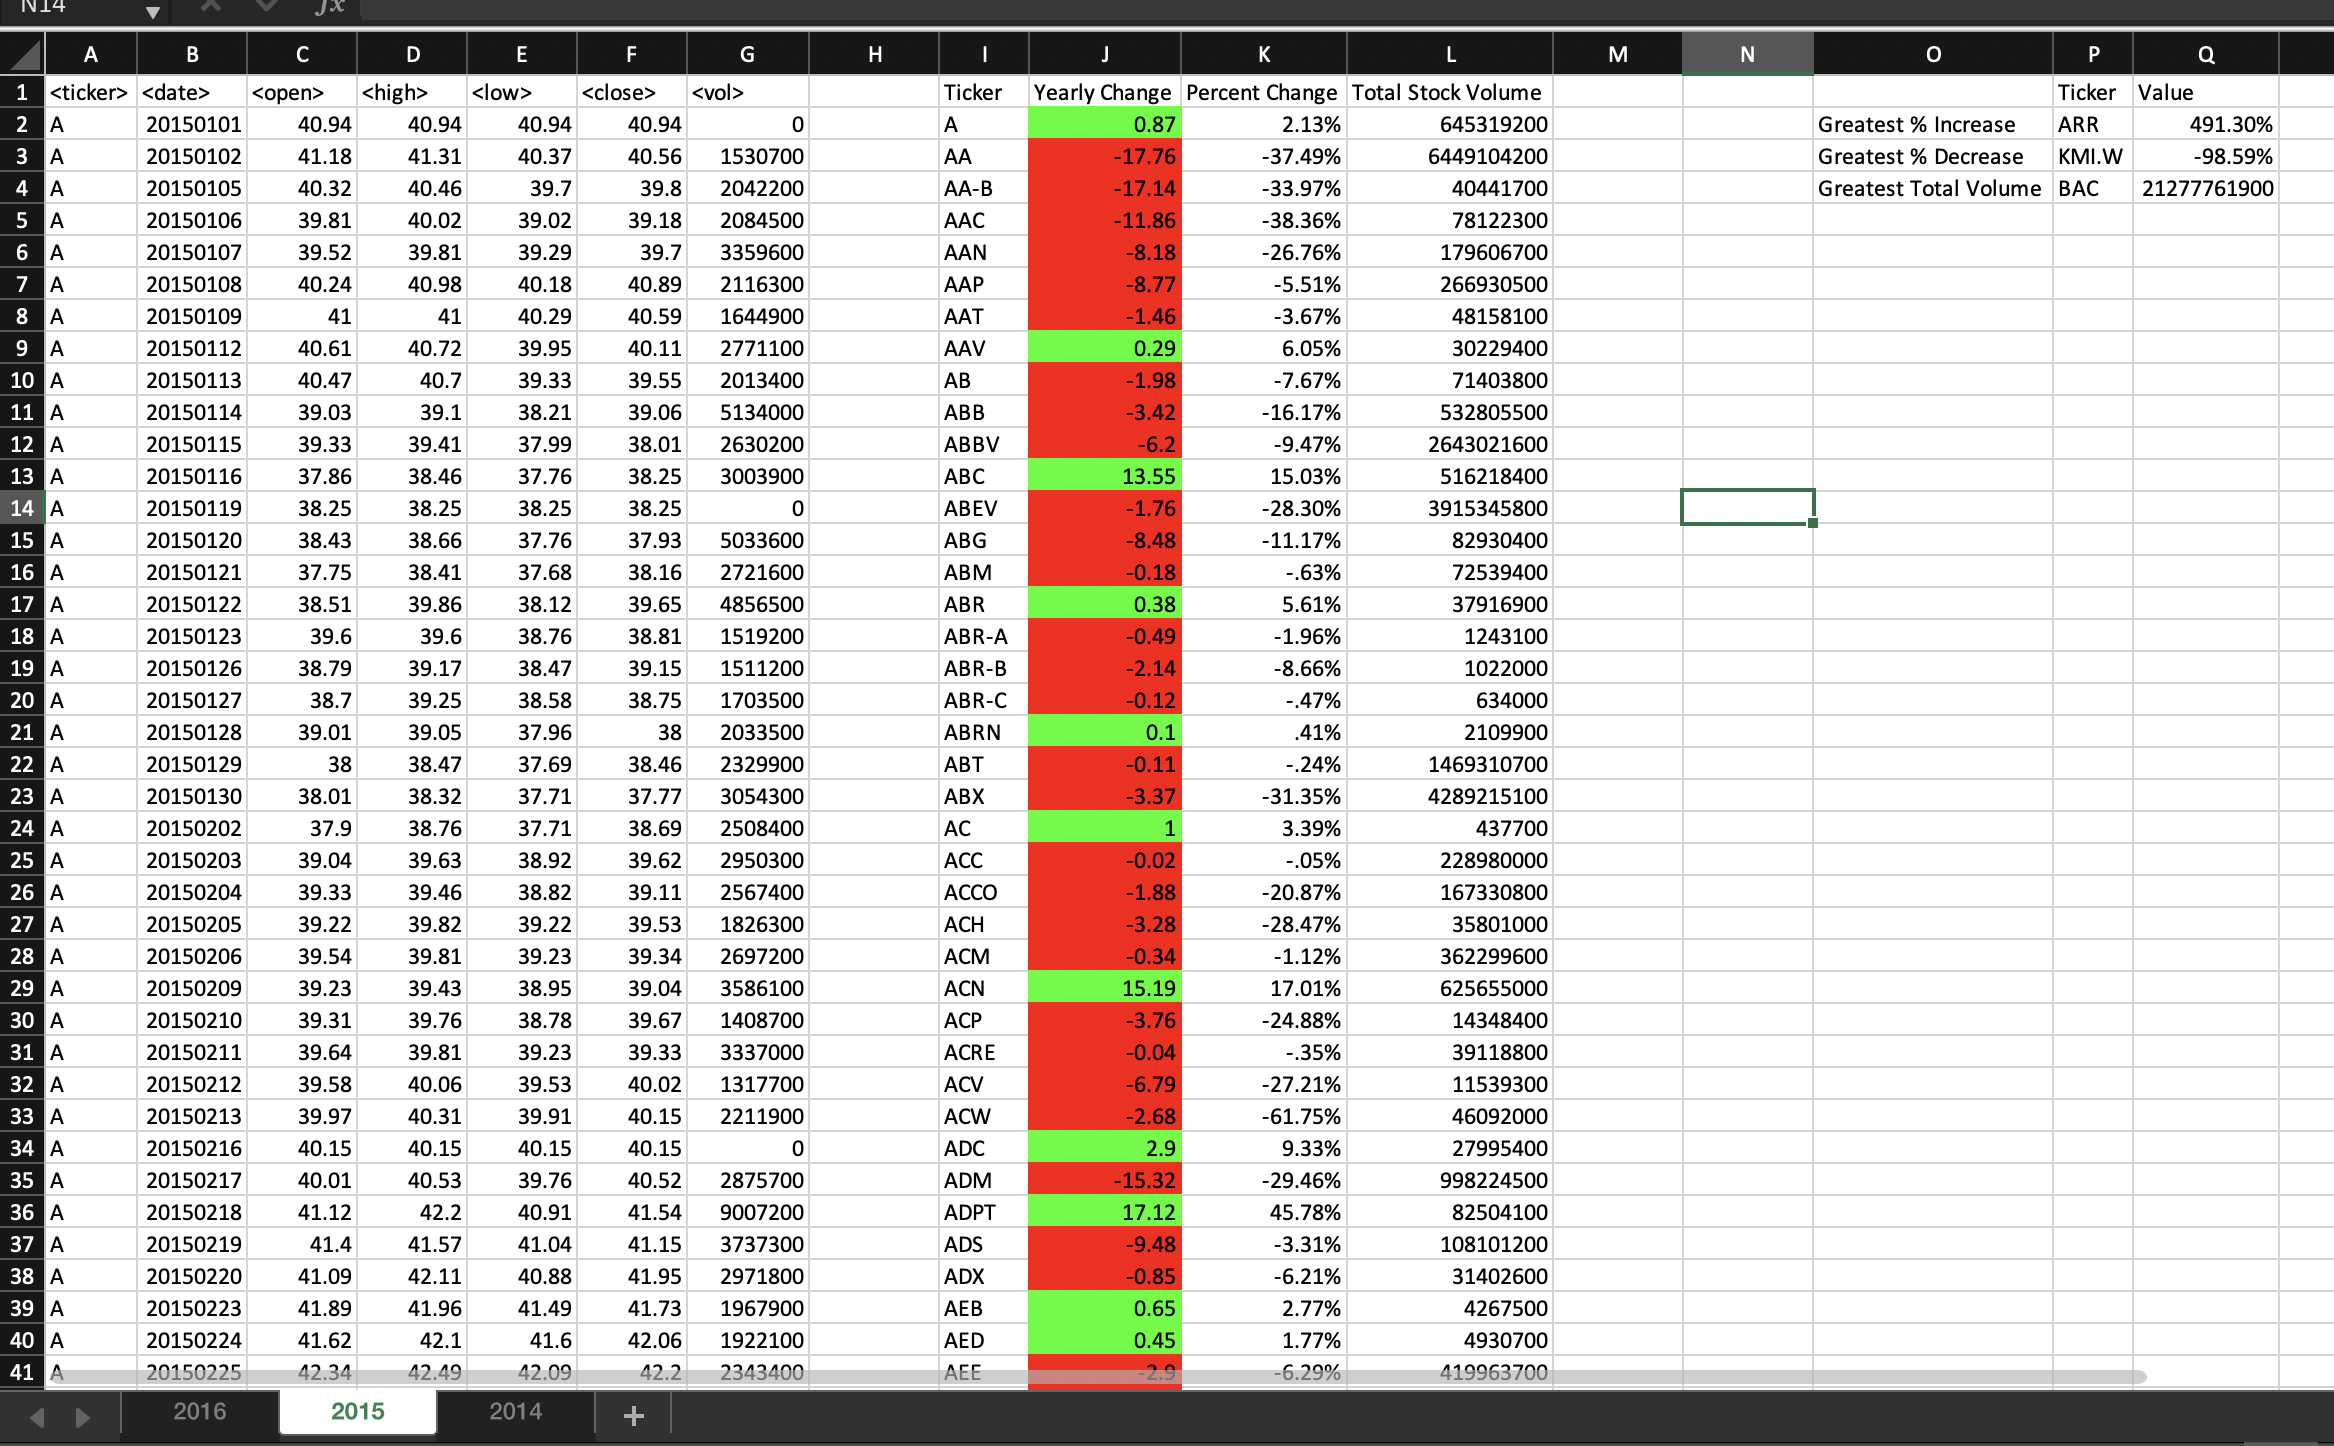 N14 fx
A B C D E F G H I J K L M N O P Q
1 <ticker> <date> <open> <high> <low> <close> <vol> Ticker Yearly Change Percent Change Total Stock Volume Ticker Value
2 A 20150101 40.94 40.94 40.94 40.94 0 A 0.87 2.13% 645319200 Greatest % Increase ARR 491.30%
3 A 20150102 41.18 41.31 40.37 40.56 1530700 AA -17.76 -37.49% 6449104200 Greatest % Decrease KMI.W -98.59%
4 A 20150105 40.32 40.46 39.7 39.8 2042200 AA-B -17.14 -33.97% 40441700 Greatest Total Volume BAC 21277761900
5 A 20150106 39.81 40.02 39.02 39.18 2084500 AAC -11.86 -38.36% 78122300
6 A 20150107 39.52 39.81 39.29 39.7 3359600 AAN -8.18 -26.76% 179606700
7 A 20150108 40.24 40.98 40.18 40.89 2116300 AAP -8.77 -5.51% 266930500
8 A 20150109 41 41 40.29 40.59 1644900 AAT -1.46 -3.67% 48158100
9 A 20150112 40.61 40.72 39.95 40.11 2771100 AAV 0.29 6.05% 30229400
10 A 20150113 40.47 40.7 39.33 39.55 2013400 AB -1.98 -7.67% 71403800
11 A 20150114 39.03 39.1 38.21 39.06 5134000 ABB -3.42 -16.17% 532805500
12 A 20150115 39.33 39.41 37.99 38.01 2630200 ABBV -6.2 -9.47% 2643021600
13 A 20150116 37.86 38.46 37.76 38.25 3003900 ABC 13.55 15.03% 516218400
14 A 20150119 38.25 38.25 38.25 38.25 0 ABEV -1.76 -28.30% 3915345800
15 A 20150120 38.43 38.66 37.76 37.93 5033600 ABG -8.48 -11.17% 82930400
16 A 20150121 37.75 38.41 37.68 38.16 2721600 ABM -0.18 -.63% 72539400
17 A 20150122 38.51 39.86 38.12 39.65 4856500 ABR 0.38 5.61% 37916900
18 A 20150123 39.6 39.6 38.76 38.81 1519200 ABR-A -0.49 -1.96% 1243100
19 A 20150126 38.79 39.17 38.47 39.15 1511200 ABR-B -2.14 -8.66% 1022000
20 A 20150127 38.7 39.25 38.58 38.75 1703500 ABR-C -0.12 -.47% 634000
21 A 20150128 39.01 39.05 37.96 38 2033500 ABRN 0.1 .41% 2109900
22 A 20150129 38 38.47 37.69 38.46 2329900 ABT -0.11 -.24% 1469310700
23 A 20150130 38.01 38.32 37.71 37.77 3054300 ABX -3.37 -31.35% 4289215100
24 A 20150202 37.9 38.76 37.71 38.69 2508400 AC 1 3.39% 437700
25 A 20150203 39.04 39.63 38.92 39.62 2950300 ACC -0.02 -.05% 228980000
26 A 20150204 39.33 39.46 38.82 39.11 2567400 ACCO -1.88 -20.87% 167330800
27 A 20150205 39.22 39.82 39.22 39.53 1826300 ACH -3.28 -28.47% 35801000
28 A 20150206 39.54 39.81 39.23 39.34 2697200 ACM -0.34 -1.12% 362299600
29 A 20150209 39.23 39.43 38.95 39.04 3586100 ACN 15.19 17.01% 625655000
30 A 20150210 39.31 39.76 38.78 39.67 1408700 ACP -3.76 -24.88% 14348400
31 A 20150211 39.64 39.81 39.23 39.33 3337000 ACRE -0.04 -.35% 39118800
32 A 20150212 39.58 40.06 39.53 40.02 1317700 ACV -6.79 -27.21% 11539300
33 A 20150213 39.97 40.31 39.91 40.15 2211900 ACW -2.68 -61.75% 46092000
34 A 20150216 40.15 40.15 40.15 40.15 0 ADC 2.9 9.33% 27995400
35 A 20150217 40.01 40.53 39.76 40.52 2875700 ADM -15.32 -29.46% 998224500
36 A 20150218 41.12 42.2 40.91 41.54 9007200 ADPT 17.12 45.78% 82504100
37 A 20150219 41.4 41.57 41.04 41.15 3737300 ADS -9.48 -3.31% 108101200
38 A 20150220 41.09 42.11 40.88 41.95 2971800 ADX -0.85 -6.21% 31402600
39 A 20150223 41.89 41.96 41.49 41.73 1967900 AEB 0.65 2.77% 4267500
40 A 20150224 41.62 42.1 41.6 42.06 1922100 AED 0.45 1.77% 4930700
41 A 20150225 42.34 42.49 42.09 42.2 2343400 AEE -2.9 -6.29% 419963700
2016 2015 2014 +